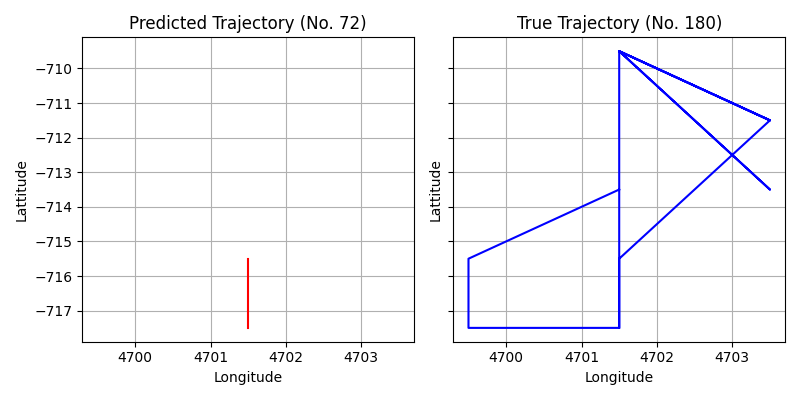 Predicted Trajectory (No. 72)
True Trajectory (No. 180)
Lattitude
−710
−711
−712
−713
−714
−715
−716
−717
4700 4701 4702 4703
Longitude
Lattitude
4700 4701 4702 4703
Longitude